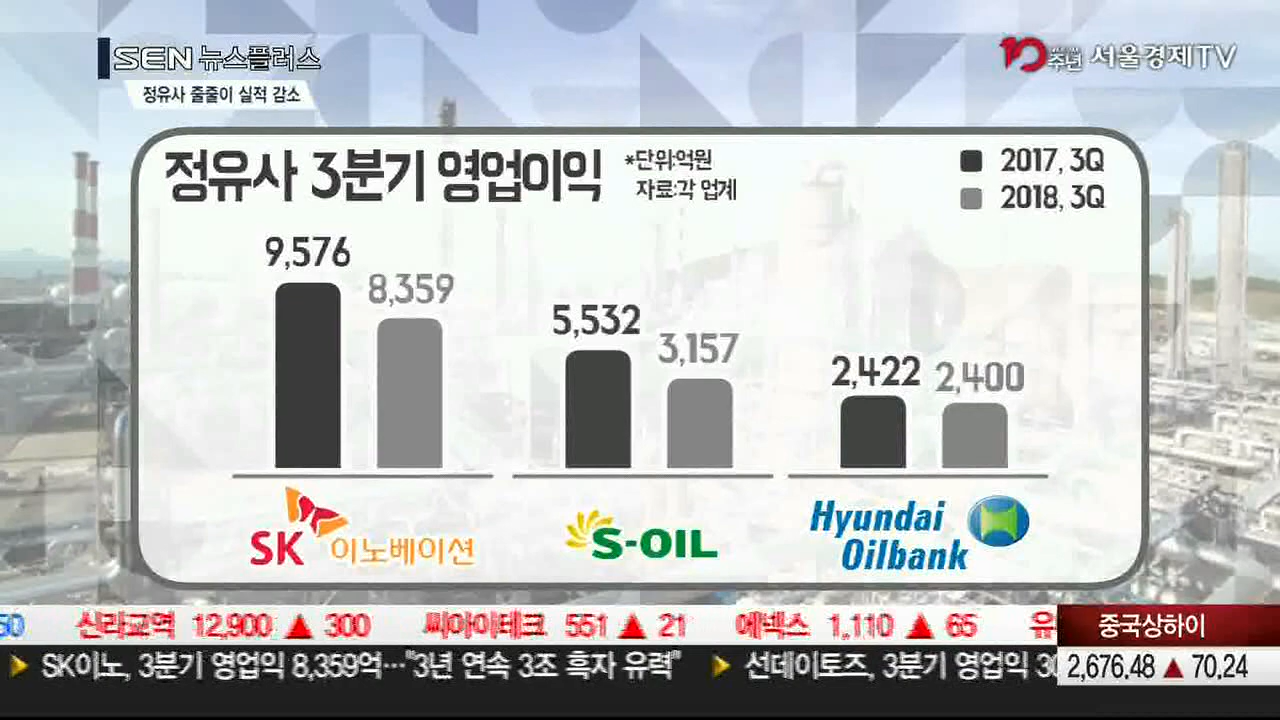 SEN 뉴스플러스
10주년 서울경제TV
정유사 줄줄이 실적 감소
정유사 3분기 영업이익
*단위:억원
자료:각 업계
2017, 3Q
2018, 3Q
9,576
8,359
5,532
3,157
2,422
2,400
SK 이노베이션
S-OIL
Hyundai
Oilbank
50 신라교역 12,900 ▲ 300 씨아이테크 551 ▲ 21 에넥스 1,110 ▲ 65 유
중국상하이
▶ SK이노, 3분기 영업익 8,359억…"3년 연속 3조 흑자 유력" ▶ 선데이토즈, 3분기 영업익 30
2,676.48 ▲ 70.24